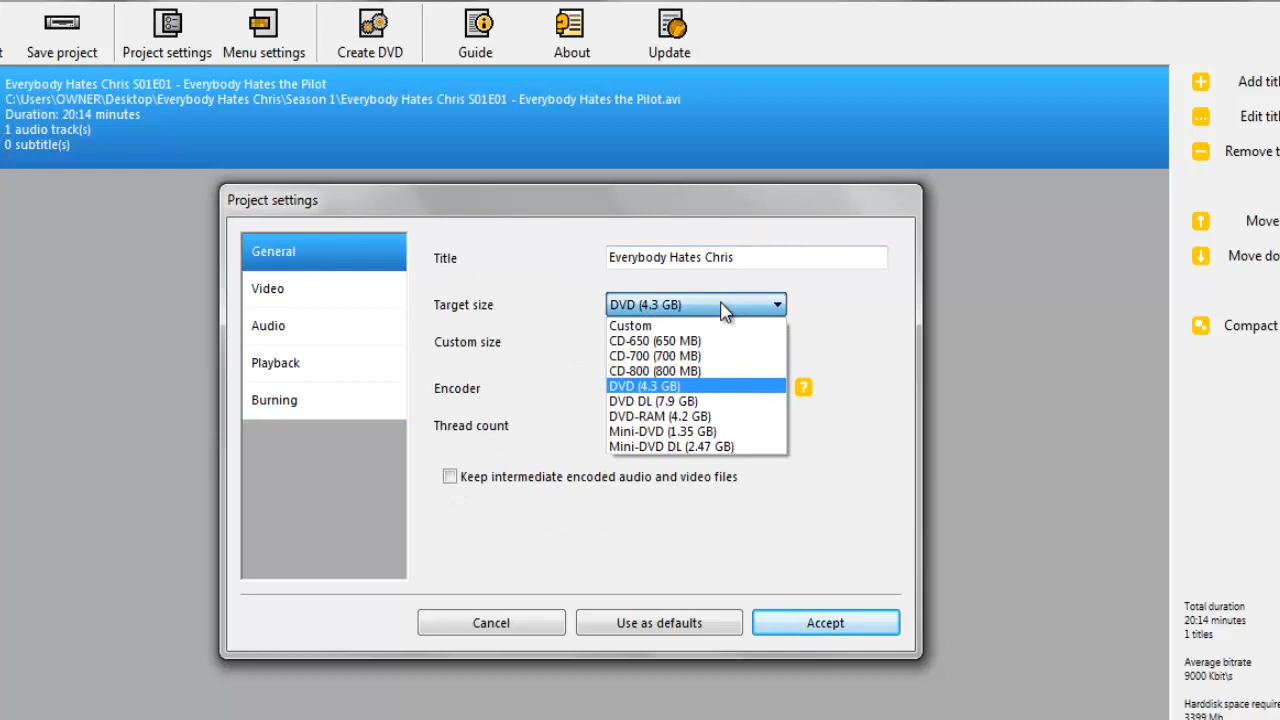 Save project
Project settings
Menu settings
Create DVD
Guide
About
Update
Everybody Hates Chris S01E01 - Everybody Hates the Pilot
C:\Users\OWNER\Desktop\Everybody Hates Chris\Season 1\Everybody Hates Chris S01E01 - Everybody Hates the Pilot.avi
Duration: 20:14 minutes
1 audio track(s)
0 subtitle(s)
Add titl
Edit titl
Remove t
Move
Move do
Compact
Project settings
General
Video
Audio
Playback
Burning
Title
Everybody Hates Chris
Target size
DVD (4.3 GB)
Custom
CD-650 (650 MB)
CD-700 (700 MB)
CD-800 (800 MB)
DVD (4.3 GB)
DVD DL (7.9 GB)
DVD-RAM (4.2 GB)
Mini-DVD (1.35 GB)
Mini-DVD DL (2.47 GB)
Custom size
Encoder
?
Thread count
Keep intermediate encoded audio and video files
Cancel
Use as defaults
Accept
Total duration
20:14 minutes
1 titles
Average bitrate
9000 Kbit\s
Harddisk space require
3399 Mb